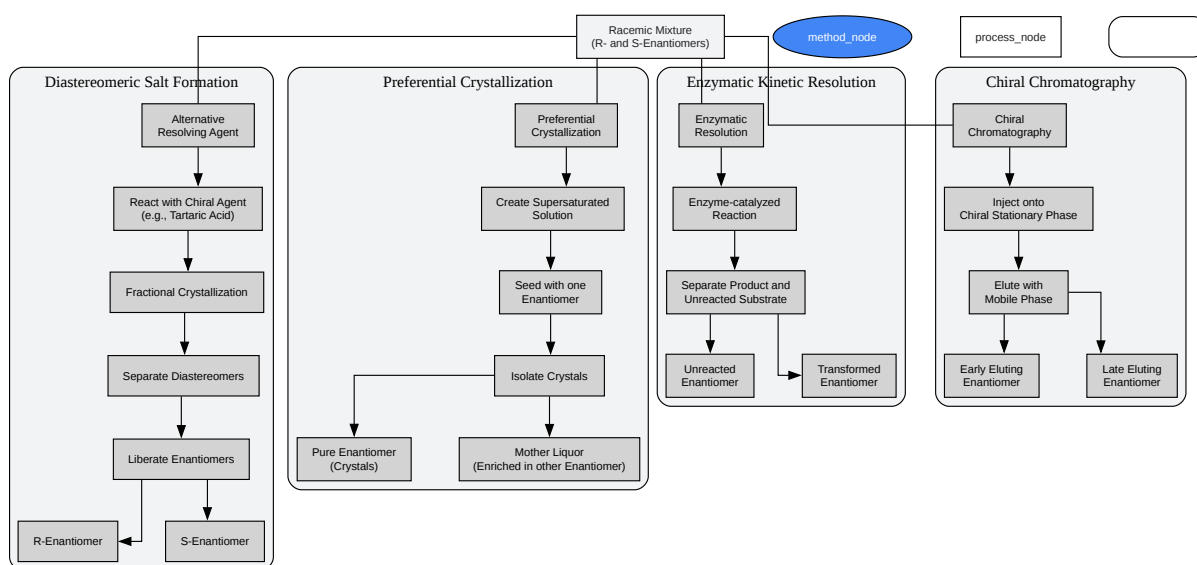 Racemic Mixture
(R- and S-Enantiomers)
method_node
process_node
Diastereomeric Salt Formation
Alternative
Resolving Agent
React with Chiral Agent
(e.g., Tartaric Acid)
Fractional Crystallization
Separate Diastereomers
Liberate Enantiomers
R-Enantiomer
S-Enantiomer
Preferential Crystallization
Preferential
Crystallization
Create Supersaturated
Solution
Seed with one
Enantiomer
Isolate Crystals
Pure Enantiomer
(Crystals)
Mother Liquor
(Enriched in other Enantiomer)
Enzymatic Kinetic Resolution
Enzymatic
Resolution
Enzyme-catalyzed
Reaction
Separate Product and
Unreacted Substrate
Unreacted
Enantiomer
Transformed
Enantiomer
Chiral Chromatography
Chiral
Chromatography
Inject onto
Chiral Stationary Phase
Elute with
Mobile Phase
Early Eluting
Enantiomer
Late Eluting
Enantiomer